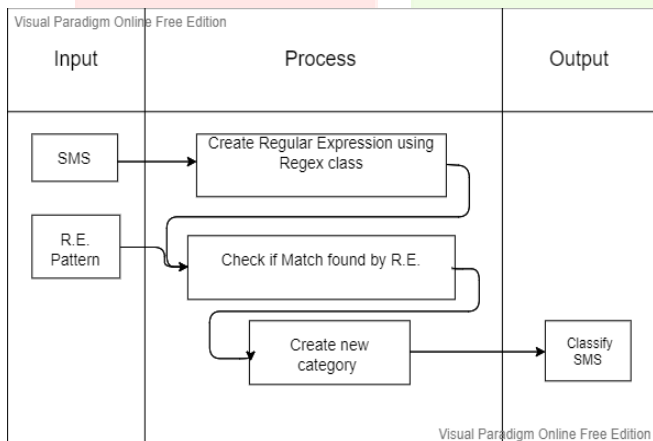 Visual Paradigm Online Free Edition
Input
Process
Output
SMS
Create Regular Expression using
Regex class
R.E.
Pattern
Check if Match found by R.E.
Create new
category
Classify
SMS
Visual Paradigm Online Free Edition